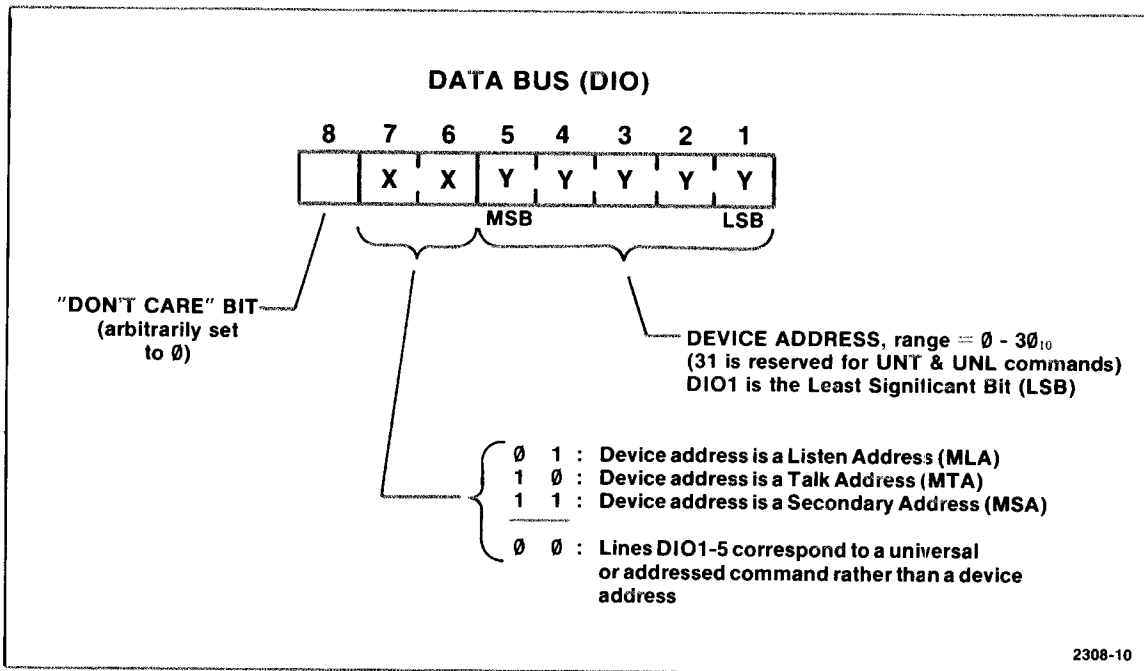 DATA BUS (DIO)
8 7 6 5 4 3 2 1
X X Y Y Y Y Y
MSB LSB
"DON'T CARE" BIT
(arbitrarily set
to Ø)
DEVICE ADDRESS, range = Ø - 3Ø₁₀
(31 is reserved for UNT & UNL commands)
DIO1 is the Least Significant Bit (LSB)
Ø 1 : Device address is a Listen Address (MLA)
1 Ø : Device address is a Talk Address (MTA)
1 1 : Device address is a Secondary Address (MSA)
Ø Ø : Lines DIO1-5 correspond to a universal
or addressed command rather than a device
address
2308-10